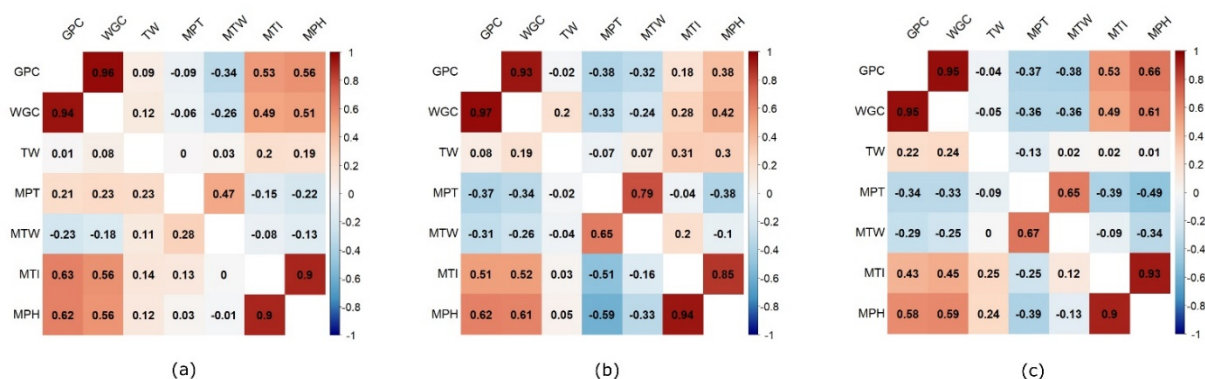 GPC WGC TW MPT MTW MTI MPH
GPC 0.96 0.09 -0.09 -0.34 0.53 0.56
WGC 0.94 0.12 -0.06 -0.26 0.49 0.51
TW 0.01 0.08 0 0.03 0.2 0.19
MPT 0.21 0.23 0.23 0.47 -0.15 -0.22
MTW -0.23 -0.18 0.11 0.28 -0.08 -0.13
MTI 0.63 0.56 0.14 0.13 0 0.9
MPH 0.62 0.56 0.12 0.03 -0.01 0.9
1
0.8
0.6
0.4
0.2
0
-0.2
-0.4
-0.6
-0.8
-1
(a)
GPC WGC TW MPT MTW MTI MPH
GPC 0.93 -0.02 -0.38 -0.32 0.18 0.38
WGC 0.97 0.2 -0.33 -0.24 0.28 0.42
TW 0.08 0.19 -0.07 0.07 0.31 0.3
MPT -0.37 -0.34 -0.02 0.79 -0.04 -0.38
MTW -0.31 -0.26 -0.04 0.65 0.2 -0.1
MTI 0.51 0.52 0.03 -0.51 -0.16 0.85
MPH 0.62 0.61 0.05 -0.59 -0.33 0.94
1
0.8
0.6
0.4
0.2
0
-0.2
-0.4
-0.6
-0.8
-1
(b)
GPC WGC TW MPT MTW MTI MPH
GPC 0.95 -0.04 -0.37 -0.38 0.53 0.66
WGC 0.95 -0.05 -0.36 -0.36 0.49 0.61
TW 0.22 0.24 -0.13 0.02 0.02 0.01
MPT -0.34 -0.33 -0.09 0.65 -0.39 -0.49
MTW -0.29 -0.25 0 0.67 -0.09 -0.34
MTI 0.43 0.45 0.25 -0.25 0.12 0.93
MPH 0.58 0.59 0.24 -0.39 -0.13 0.9
1
0.8
0.6
0.4
0.2
0
-0.2
-0.4
-0.6
-0.8
-1
(c)